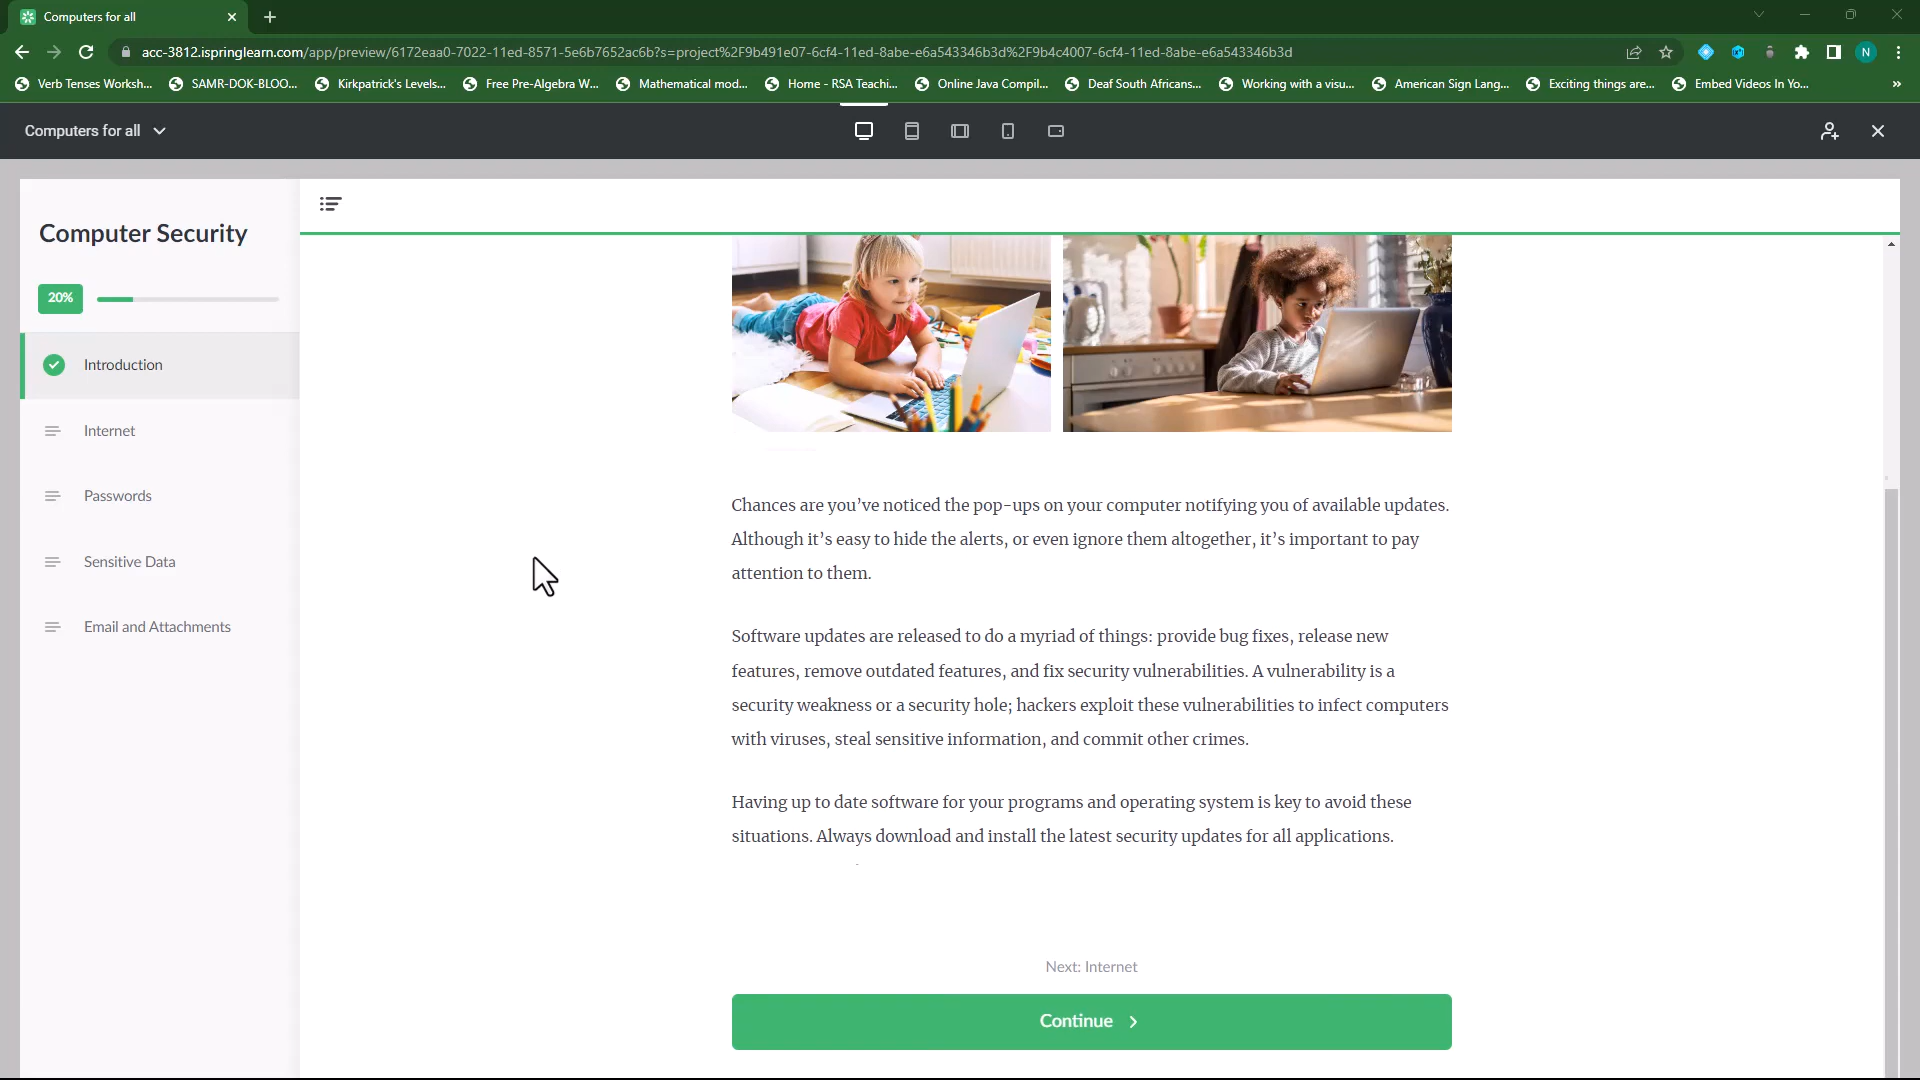 Computers for all
acc-3812.ispringlearn.com/app/preview/6172eaa0-7022-11ed-8571-5e6b7652ac6b?s=project%2F9b491e07-6cf4-11ed-8abe-e6a543346b3d%2F9b4c4007-6cf4-11ed-8abe-e6a543346b3d
N
Verb Tenses Worksh...
SAMR-DOK-BLOO...
Kirkpatrick's Levels...
Free Pre-Algebra W...
Mathematical mod...
Home - RSA Teachi...
Online Java Compil...
Deaf South Africans...
Working with a visu...
American Sign Lang...
Exciting things are...
Embed Videos In Yo...
»
Computers for all
Computer Security
20%
Introduction
Internet
Passwords
Sensitive Data
Email and Attachments
Chances are you’ve noticed the pop-ups on your computer notifying you of available updates.
Although it’s easy to hide the alerts, or even ignore them altogether, it’s important to pay
attention to them.
Software updates are released to do a myriad of things: provide bug fixes, release new
features, remove outdated features, and fix security vulnerabilities. A vulnerability is a
security weakness or a security hole; hackers exploit these vulnerabilities to infect computers
with viruses, steal sensitive information, and commit other crimes.
Having up to date software for your programs and operating system is key to avoid these
situations. Always download and install the latest security updates for all applications.
Next: Internet
Continue